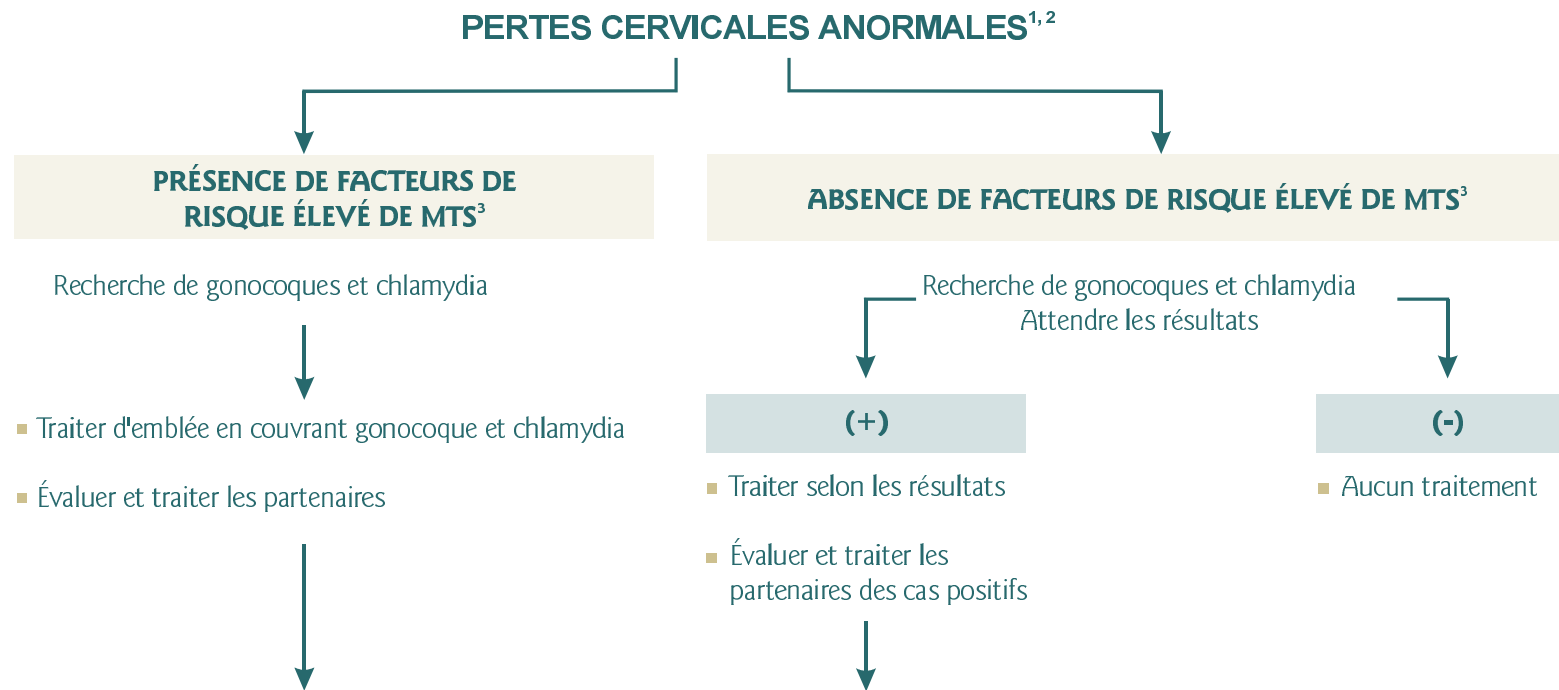 PERTES CERVICALES ANORMALES1, 2
PRÉSENCE DE FACTEURS DE
RISQUE ÉLEVÉ DE MTS3
Recherche de gonocoques et chlamydia
Traiter d'emblée en couvrant gonocoque et chlamydia
Évaluer et traiter les partenaires
ABSENCE DE FACTEURS DE RISQUE ÉLEVÉ DE MTS3
Recherche de gonocoques et chlamydia
Attendre les résultats
(+)
Traiter selon les résultats
Évaluer et traiter les
partenaires des cas positifs
(-)
Aucun traitement